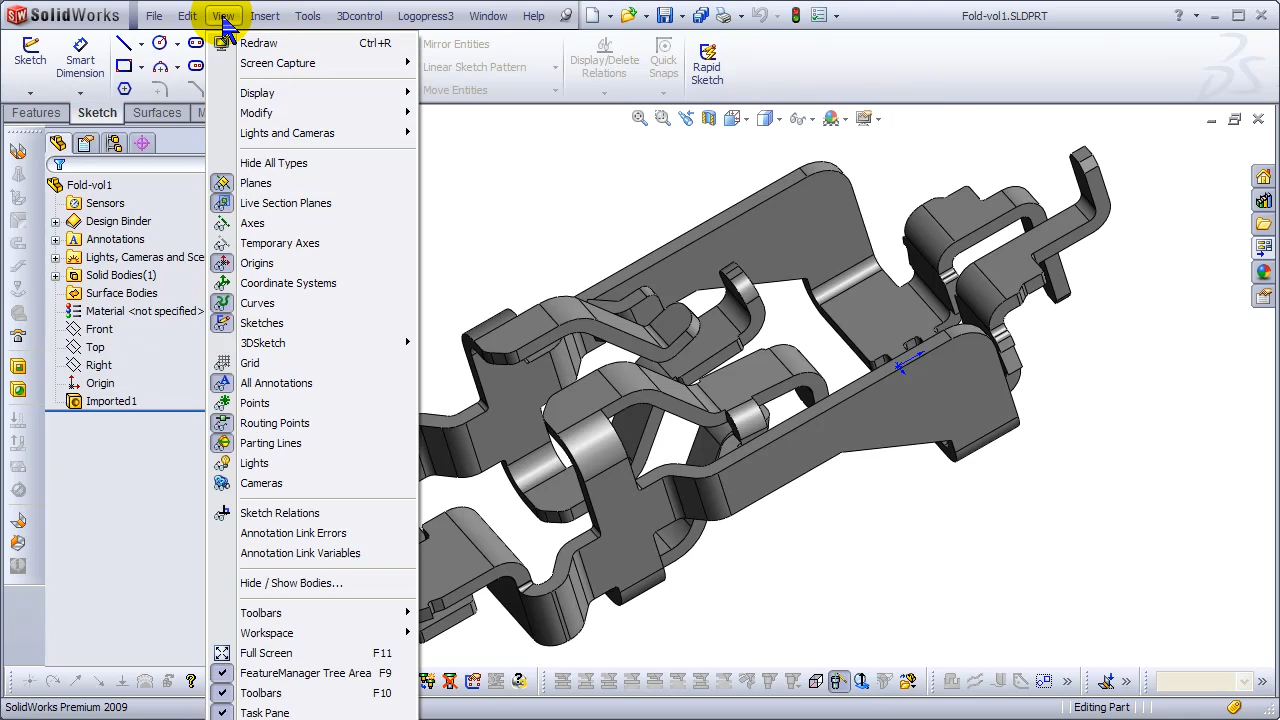 SolidWorks File Edit View Insert Tools 3Dcontrol Logopress3 Window Help Fold-vol1.SLDPRT
Sketch
Smart Dimension
Mirror Entities
Linear Sketch Pattern
Move Entities
Display/Delete Relations
Quick Snaps
Rapid Sketch
Features Sketch Surfaces M
Fold-vol1
Sensors
Design Binder
Annotations
Lights, Cameras and Sce
Solid Bodies(1)
Surface Bodies
Material <not specified>
Front
Top
Right
Origin
Imported1
Redraw Ctrl+R
Screen Capture
Display
Modify
Lights and Cameras
Hide All Types
Planes
Live Section Planes
Axes
Temporary Axes
Origins
Coordinate Systems
Curves
Sketches
3DSketch
Grid
All Annotations
Points
Routing Points
Parting Lines
Lights
Cameras
Sketch Relations
Annotation Link Errors
Annotation Link Variables
Hide / Show Bodies...
Toolbars
Workspace
Full Screen F11
FeatureManager Tree Area F9
Toolbars F10
Task Pane
SolidWorks Premium 2009 Editing Part